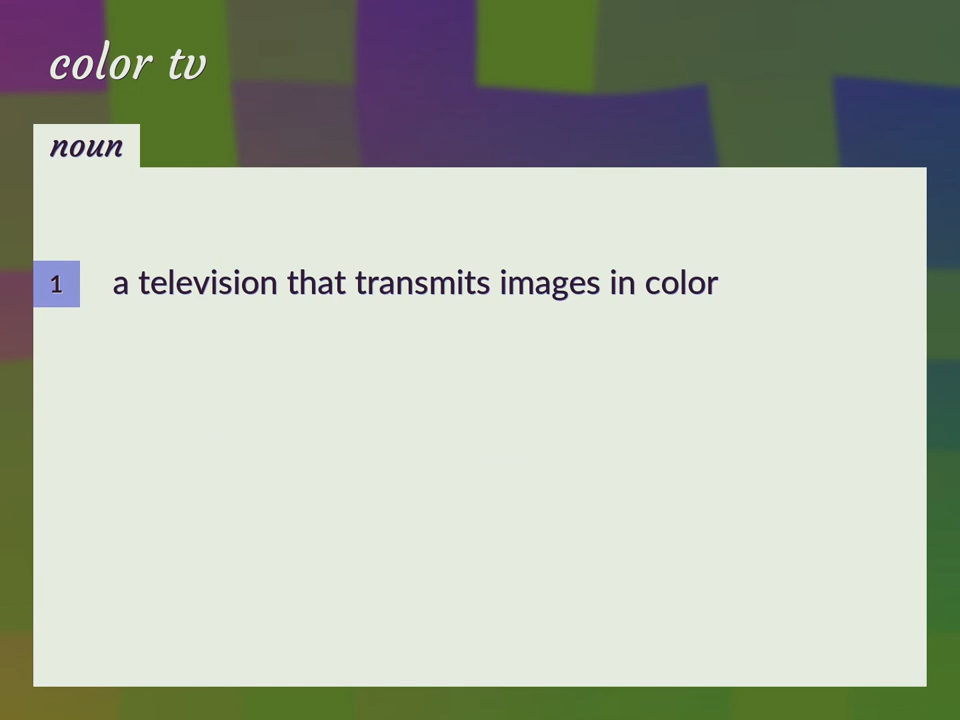 color tv
noun
1 a television that transmits images in color